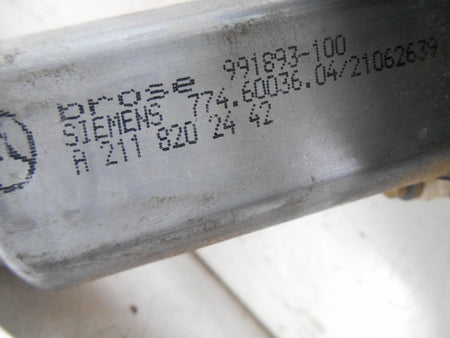 brose 991893-100
SIEMENS 774.60036.04/21062639
A 211 820 24 42